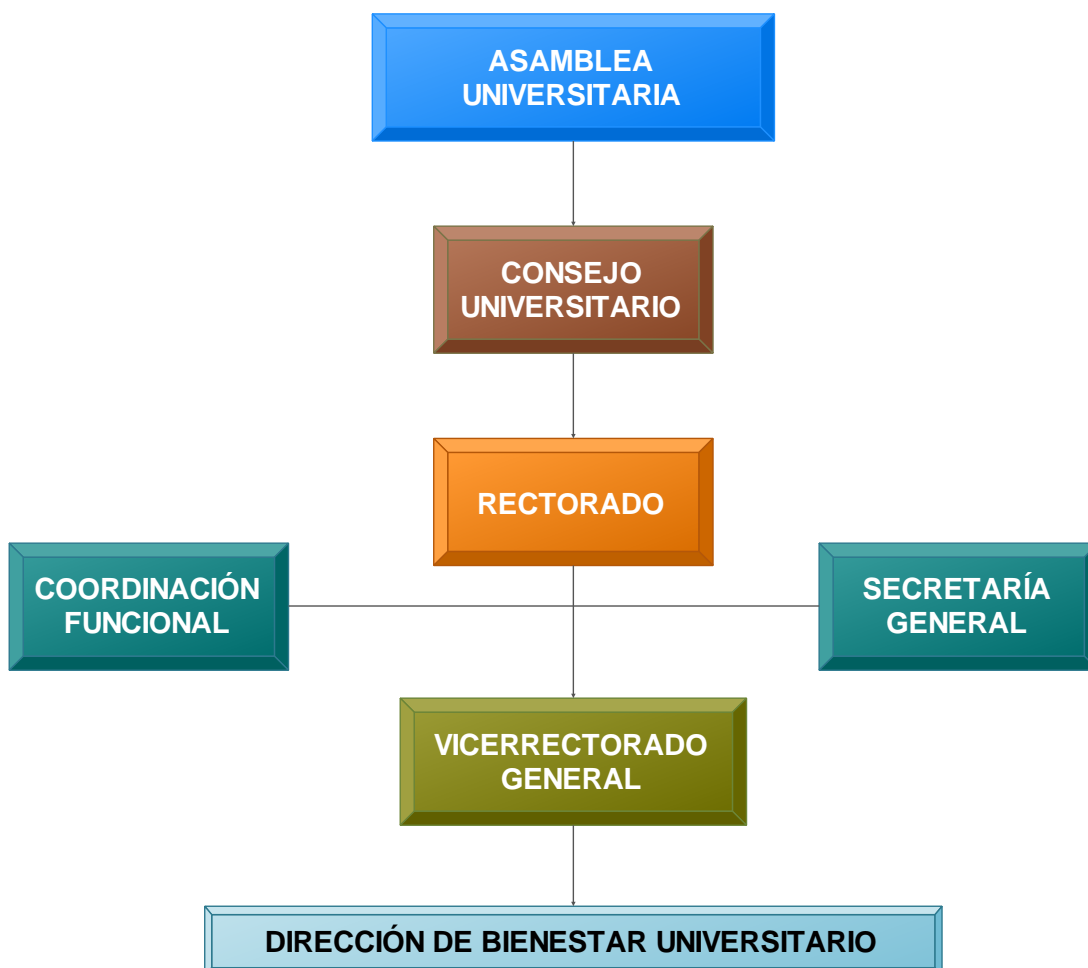 ASAMBLEA
UNIVERSITARIA
CONSEJO
UNIVERSITARIO
RECTORADO
COORDINACIÓN
FUNCIONAL
SECRETARÍA
GENERAL
VICERRECTORADO
GENERAL
DIRECCIÓN DE BIENESTAR UNIVERSITARIO